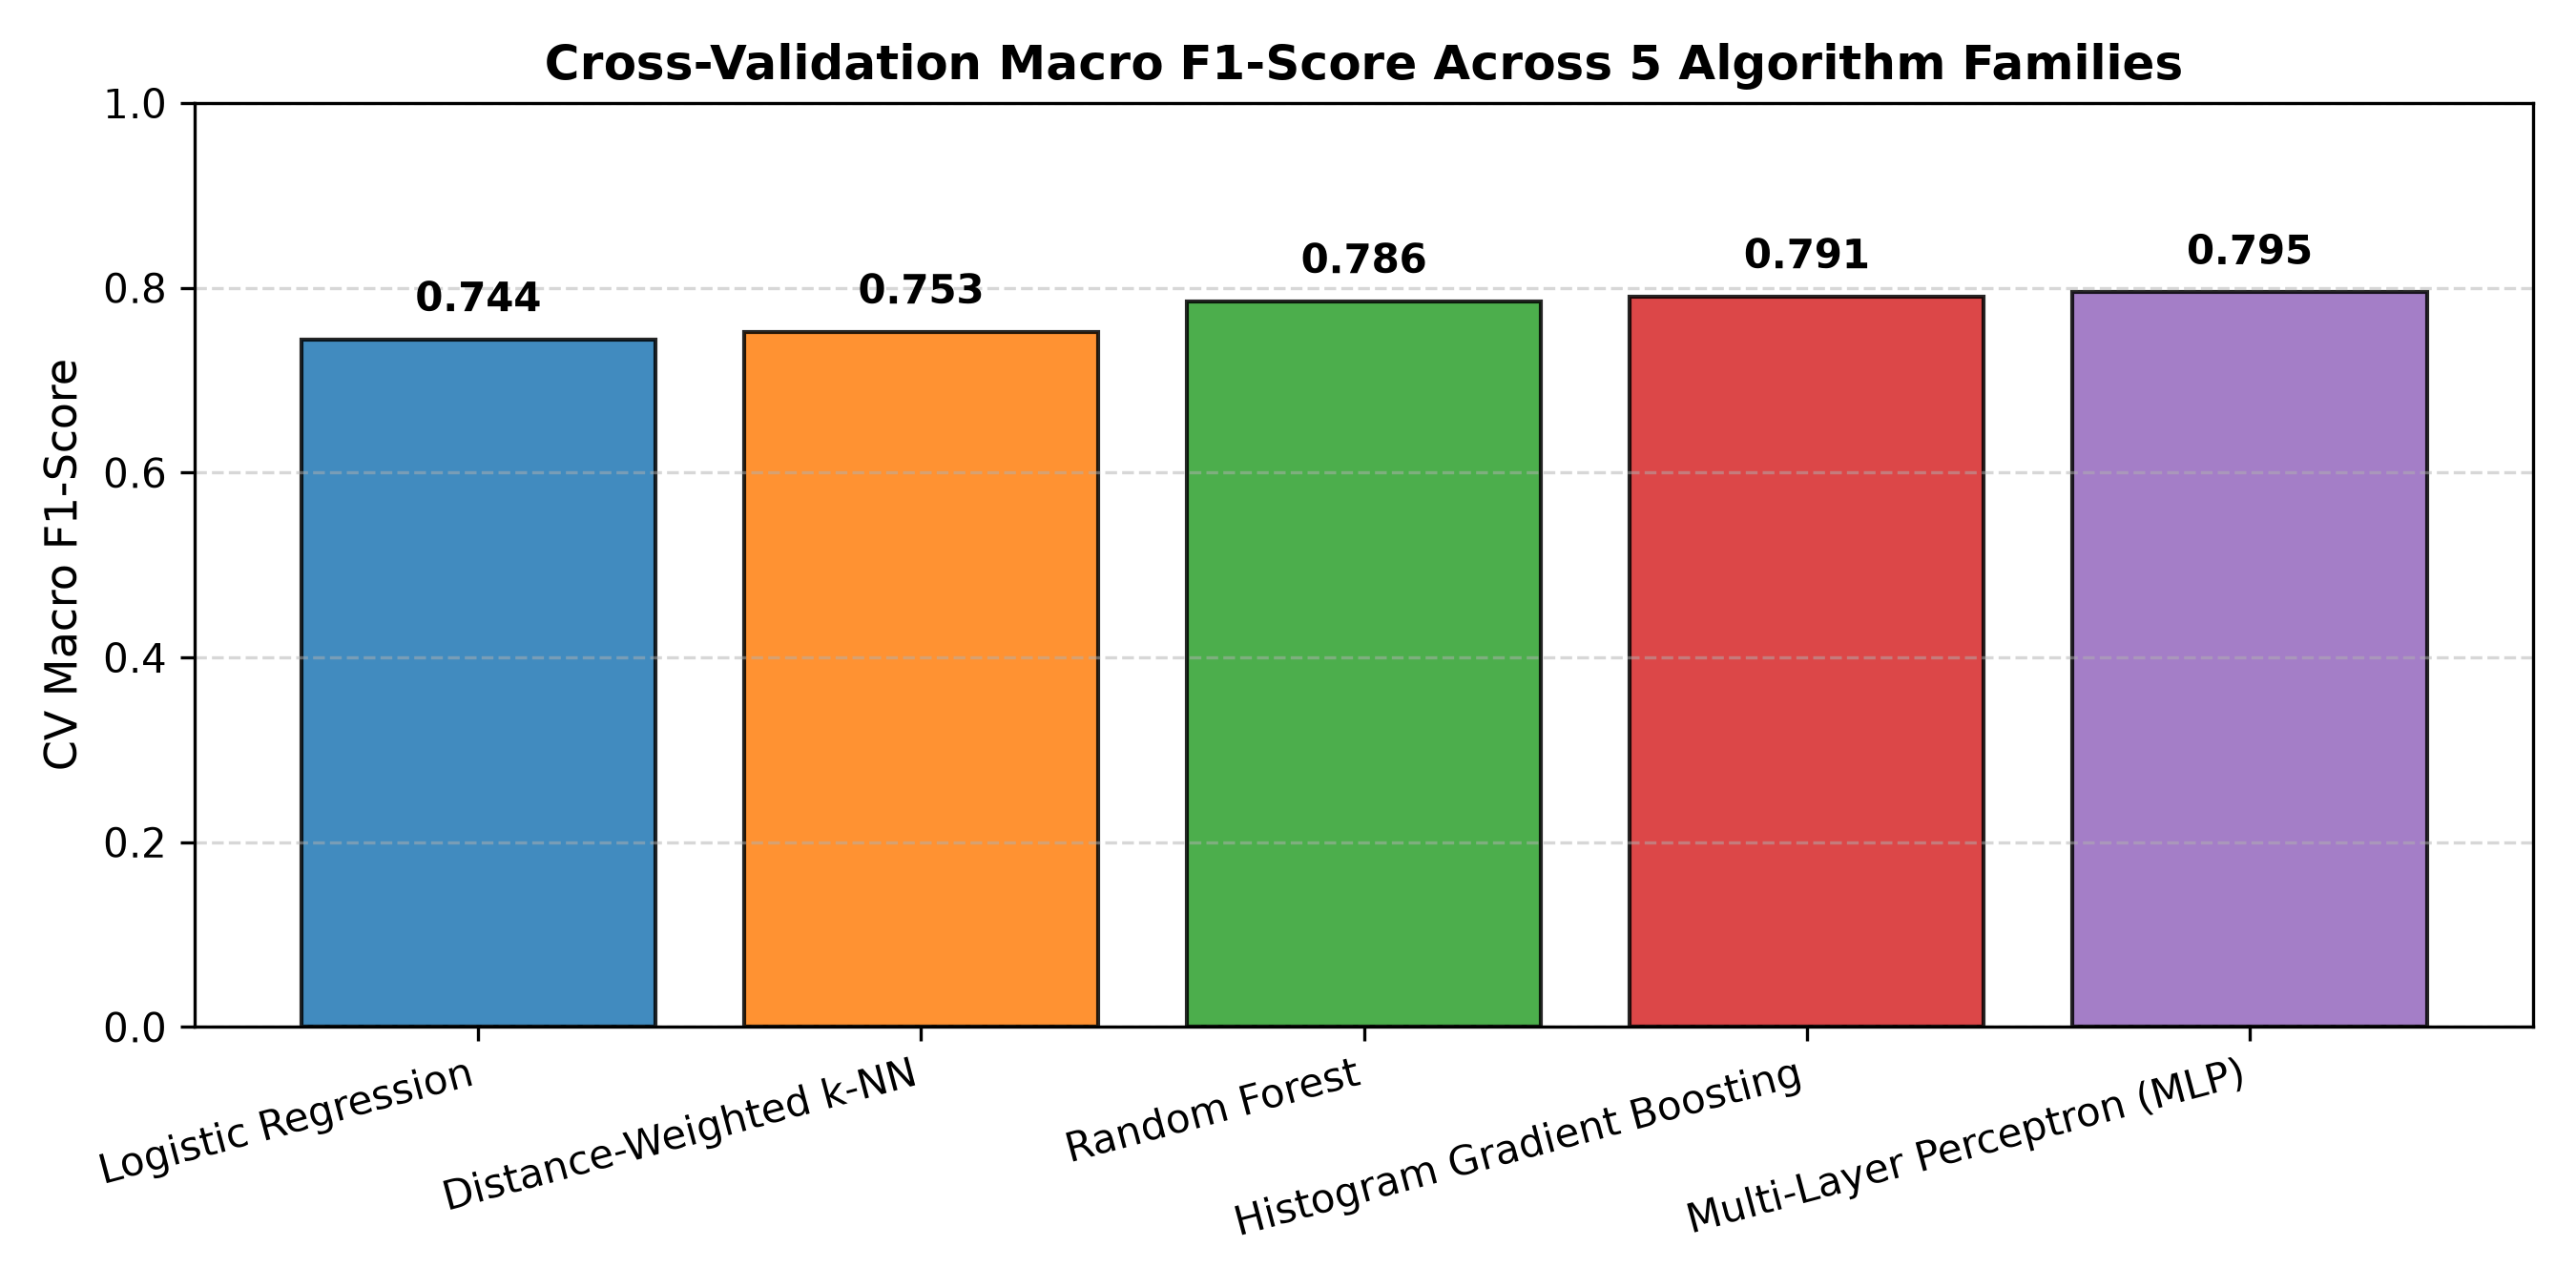 Cross-Validation Macro F1-Score Across 5 Algorithm Families
CV Macro F1-Score
1.0
0.8
0.6
0.4
0.2
0.0
0.744
0.753
0.786
0.791
0.795
Logistic Regression
Distance-Weighted k-NN
Random Forest
Histogram Gradient Boosting
Multi-Layer Perceptron (MLP)